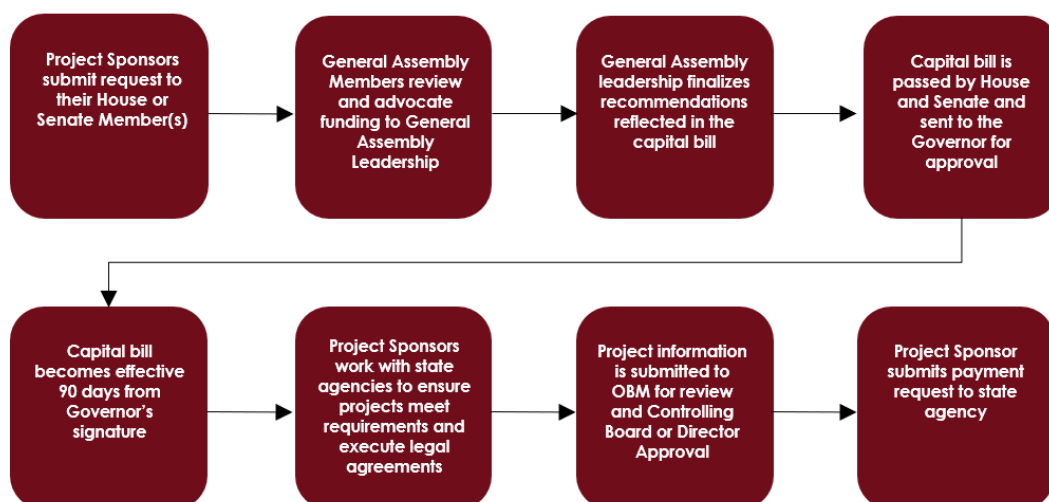 Project Sponsors
submit request to
their House or
Senate Member(s)
General Assembly
Members review
and advocate
funding to General
Assembly
Leadership
General Assembly
leadership finalizes
recommendations
reflected in the
capital bill
Capital bill is
passed by House
and Senate and
sent to the
Governor for
approval
Capital bill
becomes effective
90 days from
Governor's
signature
Project Sponsors
work with state
agencies to ensure
projects meet
requirements and
execute legal
agreements
Project information
is submitted to
OBM for review
and Controlling
Board or Director
Approval
Project Sponsor
submits payment
request to state
agency